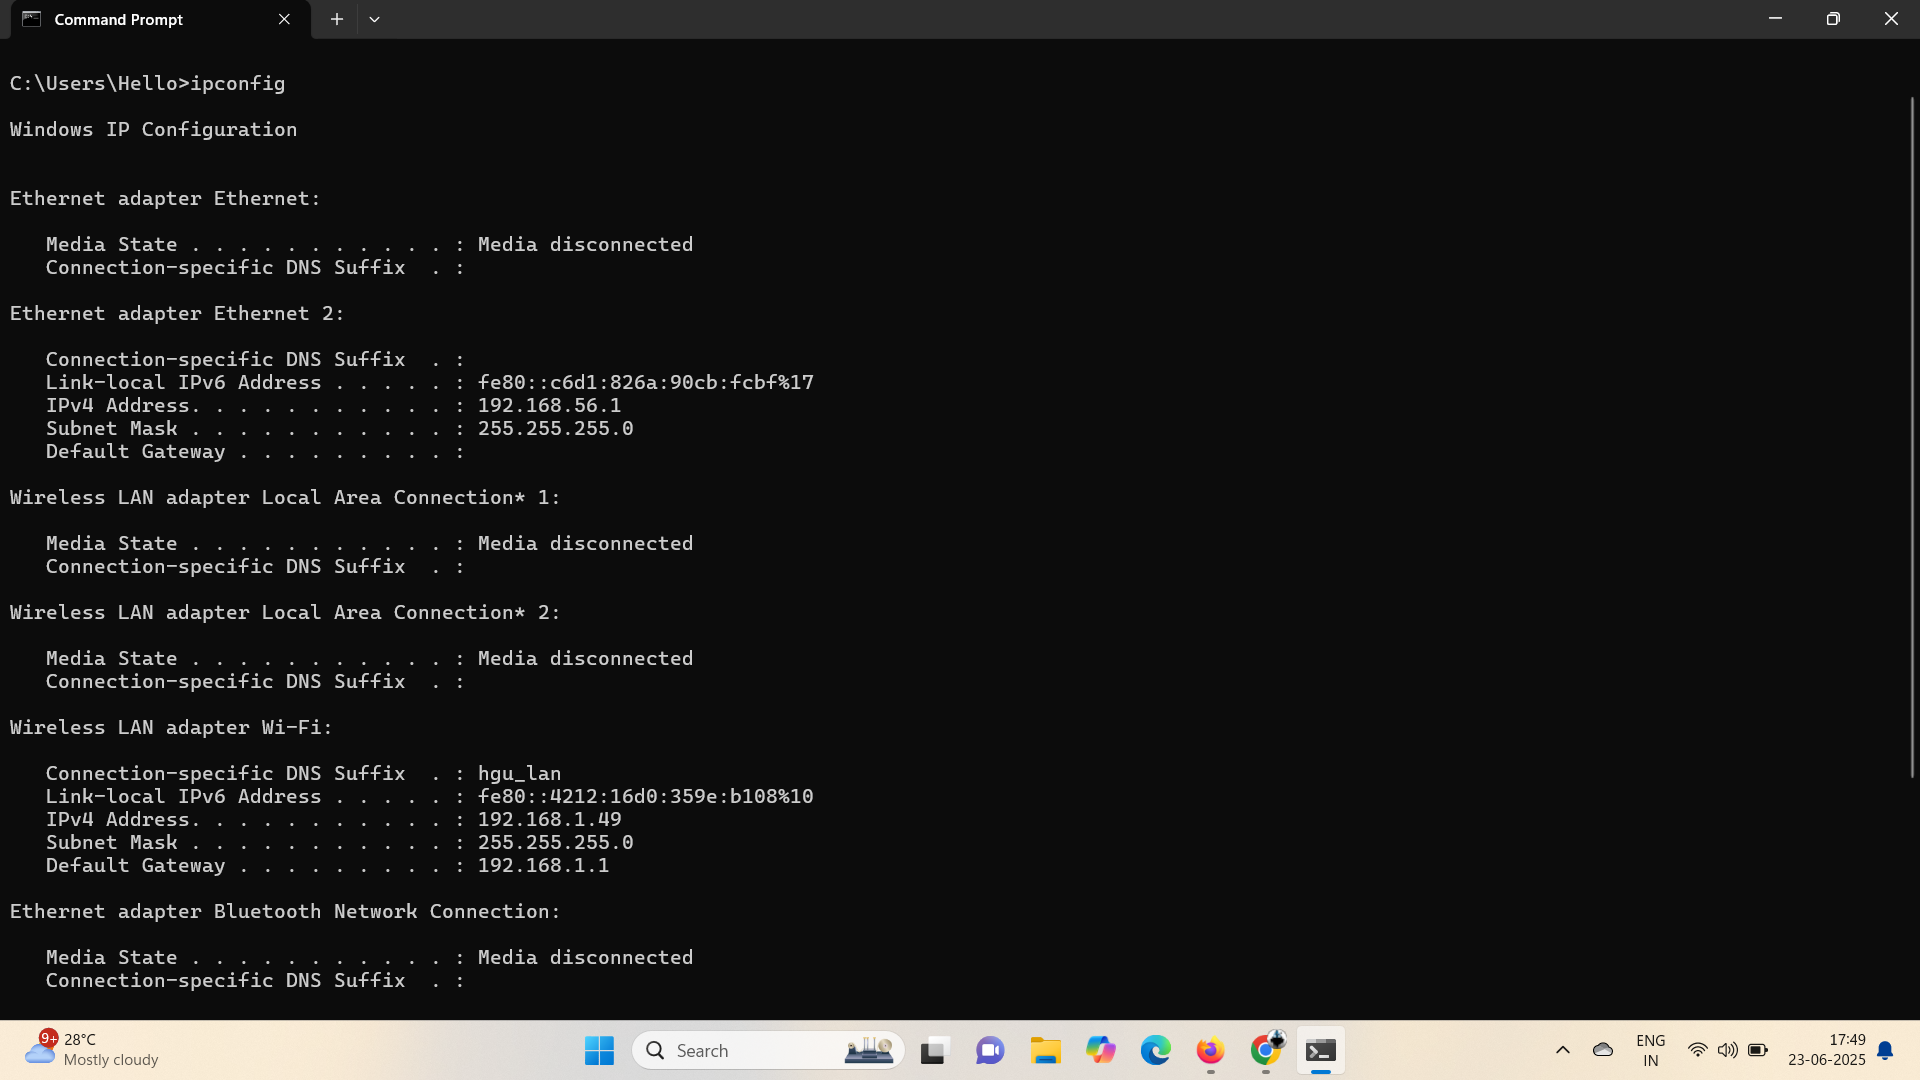 Command Prompt
C:\Users\Hello>ipconfig
Windows IP Configuration
Ethernet adapter Ethernet:
Media State . . . . . . . . . . . : Media disconnected
Connection-specific DNS Suffix  . :
Ethernet adapter Ethernet 2:
Connection-specific DNS Suffix  . :
Link-local IPv6 Address . . . . . : fe80::c6d1:826a:90cb:fcbf%17
IPv4 Address. . . . . . . . . . . : 192.168.56.1
Subnet Mask . . . . . . . . . . . : 255.255.255.0
Default Gateway . . . . . . . . . :
Wireless LAN adapter Local Area Connection* 1:
Media State . . . . . . . . . . . : Media disconnected
Connection-specific DNS Suffix  . :
Wireless LAN adapter Local Area Connection* 2:
Media State . . . . . . . . . . . : Media disconnected
Connection-specific DNS Suffix  . :
Wireless LAN adapter Wi-Fi:
Connection-specific DNS Suffix  . : hgu_lan
Link-local IPv6 Address . . . . . : fe80::4212:16d0:359e:b108%10
IPv4 Address. . . . . . . . . . . : 192.168.1.49
Subnet Mask . . . . . . . . . . . : 255.255.255.0
Default Gateway . . . . . . . . . : 192.168.1.1
Ethernet adapter Bluetooth Network Connection:
Media State . . . . . . . . . . . : Media disconnected
Connection-specific DNS Suffix  . :
9+
28°C
Mostly cloudy
Search
ENG
IN
17:49
23-06-2025